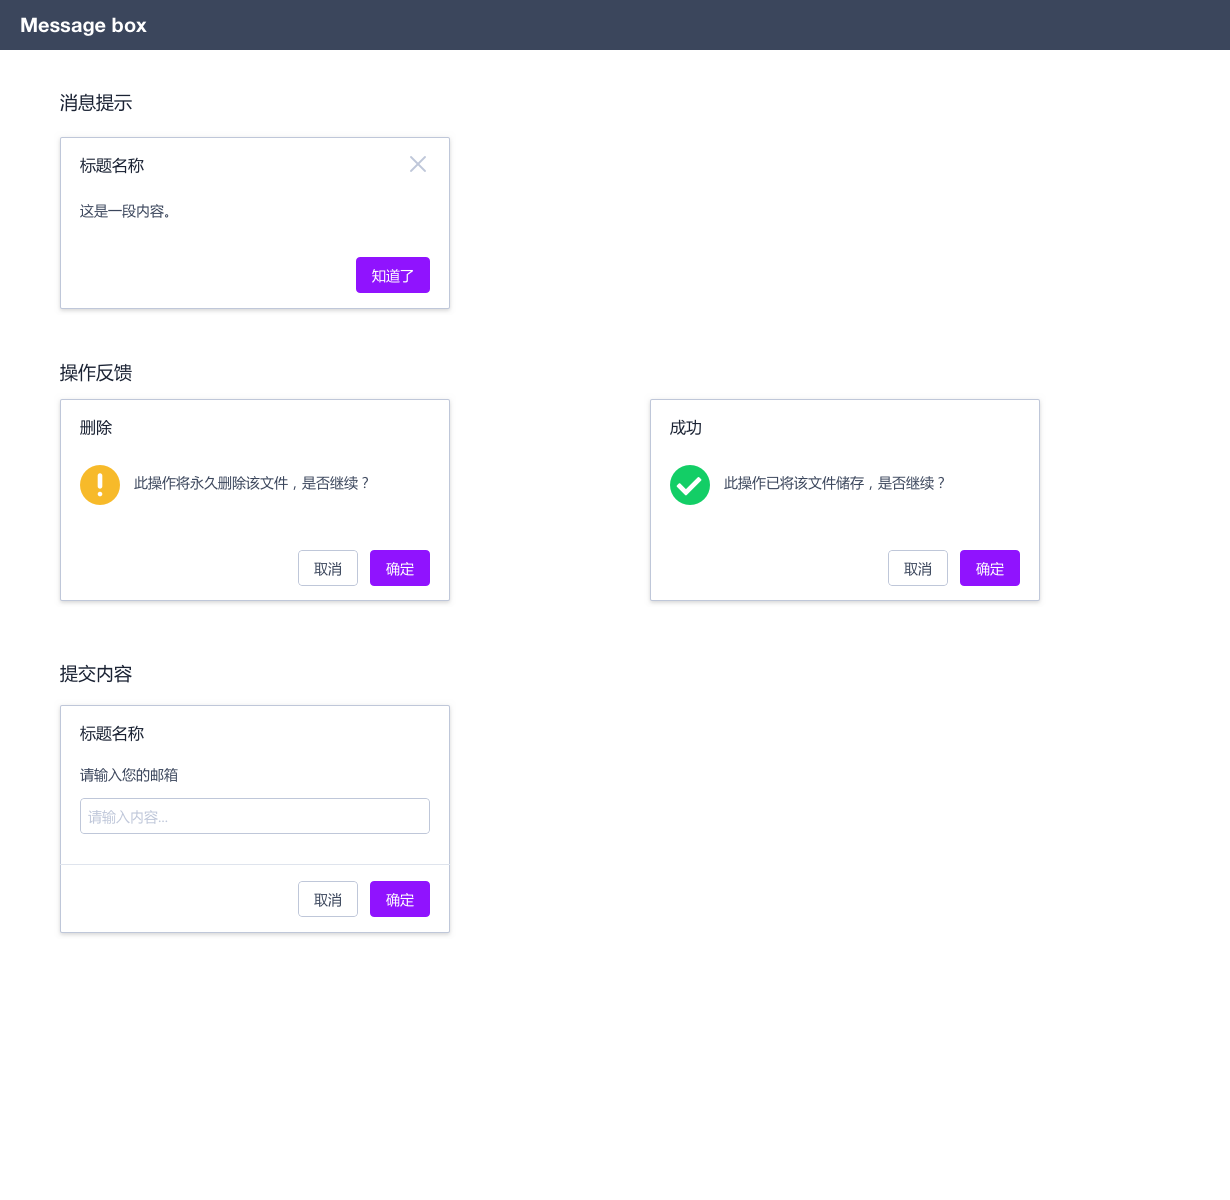 Message box
消息提示
标题名称
这是一段内容。
知道了
操作反馈
删除
此操作将永久删除该文件，是否继续？
取消 确定
成功
此操作已将该文件储存，是否继续？
取消 确定
提交内容
标题名称
请输入您的邮箱
请输入内容...
取消 确定